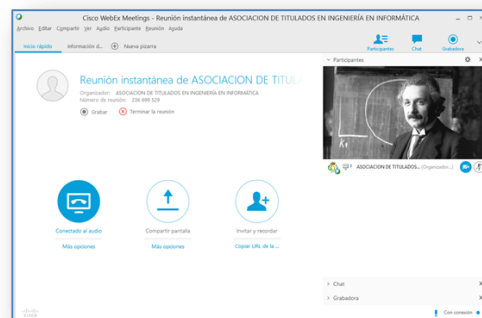 Cisco WebEx Meetings - Reunión instantánea de ASOCIACION DE TITULADOS EN INGENIERÍA EN INFORMÁTICA
Archivo Editar Compartir Ver Audio Participante Reunión Ayuda
Inicio rápido Información d... Nueva pizarra
Participantes Chat Grabadora
Participantes
Reunión instantánea de ASOCIACION DE TITULA
Organizador: ASOCIACION DE TITULADOS EN INGENIERÍA EN INFORMÁTICA
Número de reunión: 238 698 529
Grabar Terminar la reunión
ASOCIACION DE TITULADOS... (Organizador...)
Conectado al audio Compartir pantalla Invitar y recordar
Más opciones Más opciones Copiar URL de la ...
Chat
Grabadora
Con conexión